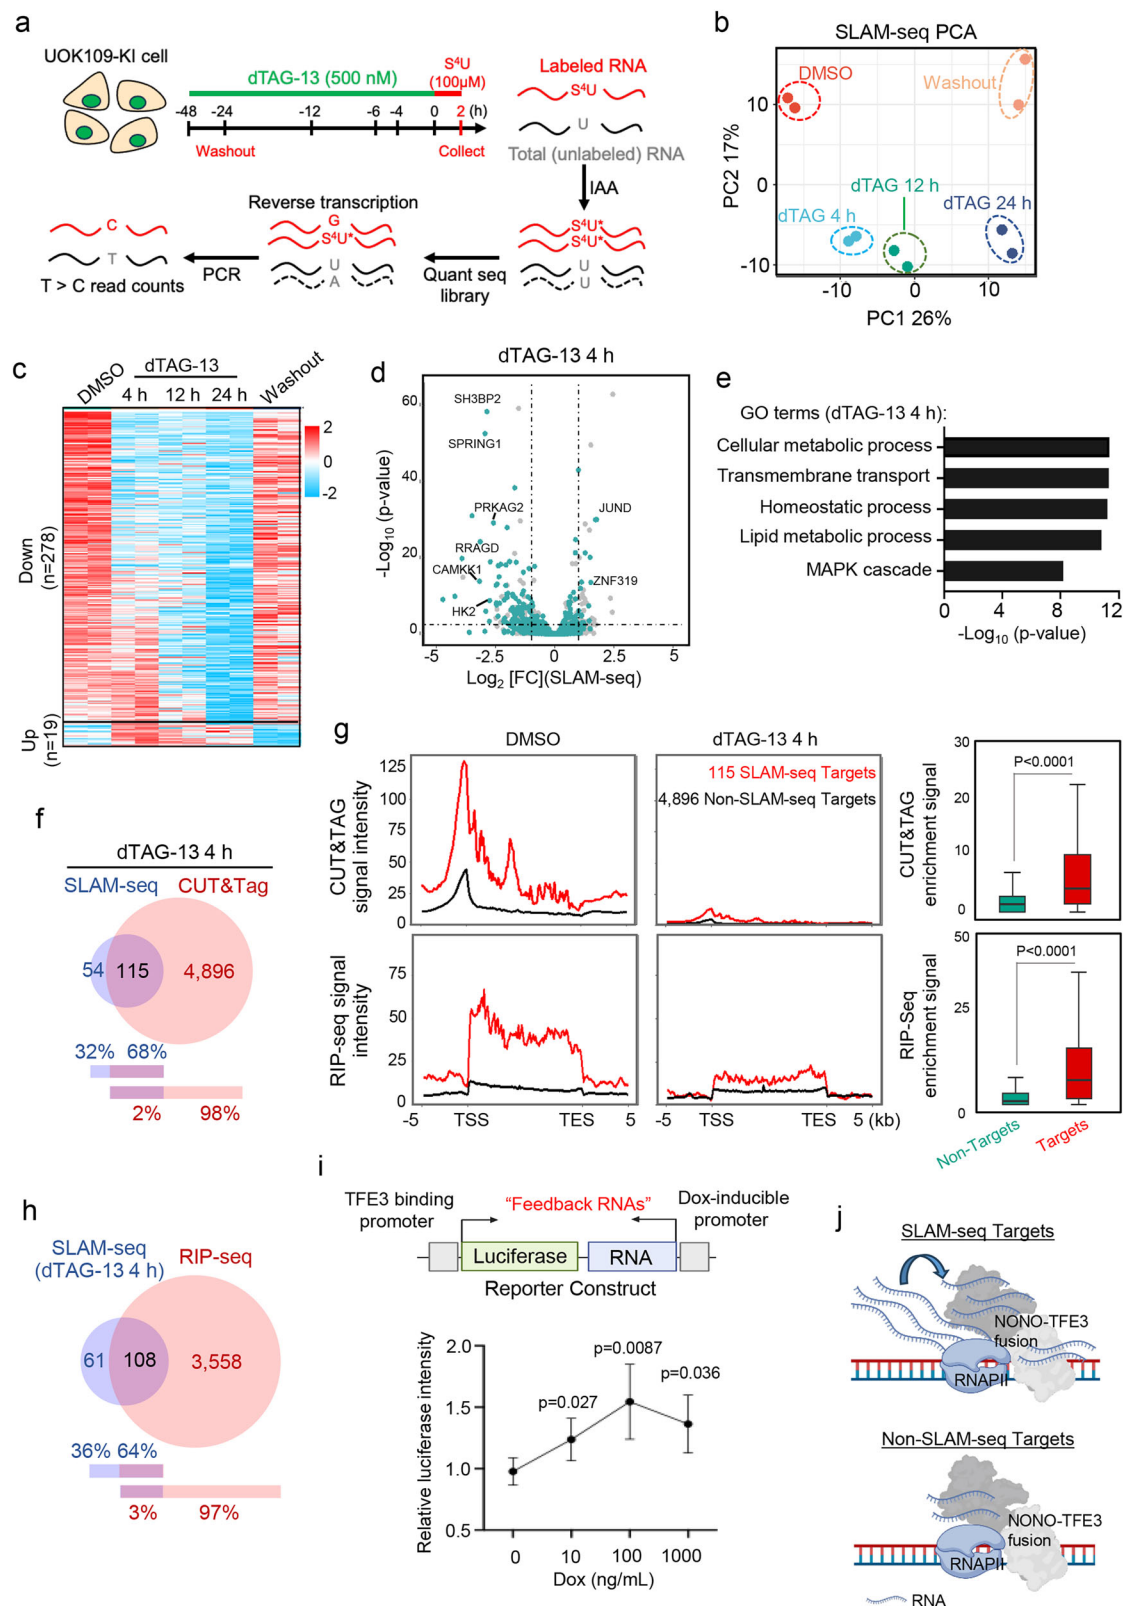 a
UOK109-KI cell
dTAG-13 (500 nM)
S⁴U
(100µM)
-48
-24
-12
-6
-4
0
2
(h)
Washout
Collect
Labeled RNA
S⁴U
U
Total (unlabeled) RNA
IAA
S⁴U*
S⁴U*
U
U
Quant seq
library
Reverse transcription
G
S⁴U*
U
A
PCR
C
T
T > C read counts
b
SLAM-seq PCA
DMSO
Washout
dTAG 12 h
dTAG 4 h
dTAG 24 h
10
0
-10
PC2 17%
-10
0
10
PC1 26%
c
dTAG-13
DMSO
4 h
12 h
24 h
Washout
2
0
-2
Down
(n=278)
Up
(n=19)
d
dTAG-13 4 h
60
40
20
0
-Log₁₀ (p-value)
SH3BP2
SPRING1
PRKAG2
RRAGD
CAMKK1
HK2
JUND
ZNF319
-5
-2.5
0
2.5
5
Log₂ [FC](SLAM-seq)
e
GO terms (dTAG-13 4 h):
Cellular metabolic process
Transmembrane transport
Homeostatic process
Lipid metabolic process
MAPK cascade
0
4
8
12
-Log₁₀ (p-value)
f
dTAG-13 4 h
SLAM-seq
CUT&Tag
54
115
4,896
32%
68%
2%
98%
g
DMSO
dTAG-13 4 h
125
100
75
50
25
0
CUT&TAG
signal intensity
115 SLAM-seq Targets
4,896 Non-SLAM-seq Targets
30
20
10
0
CUT&TAG
enrichment signal
P<0.0001
75
50
25
0
RIP-seq signal
intensity
-5
TSS
TES
5
-5
TSS
TES
5 (kb)
50
25
0
RIP-Seq
enrichment signal
P<0.0001
Non-Targets
Targets
h
SLAM-seq
(dTAG-13 4 h)
RIP-seq
61
108
3,558
36%
64%
3%
97%
i
TFE3 binding
promoter
“Feedback RNAs”
Dox-inducible
promoter
Luciferase
RNA
Reporter Construct
2.0
1.5
1.0
0.5
Relative luciferase intensity
p=0.027
p=0.0087
p=0.036
0
10
100
1000
Dox (ng/mL)
j
SLAM-seq Targets
NONO-TFE3
fusion
RNAPII
Non-SLAM-seq Targets
NONO-TFE3
fusion
RNAPII
RNA